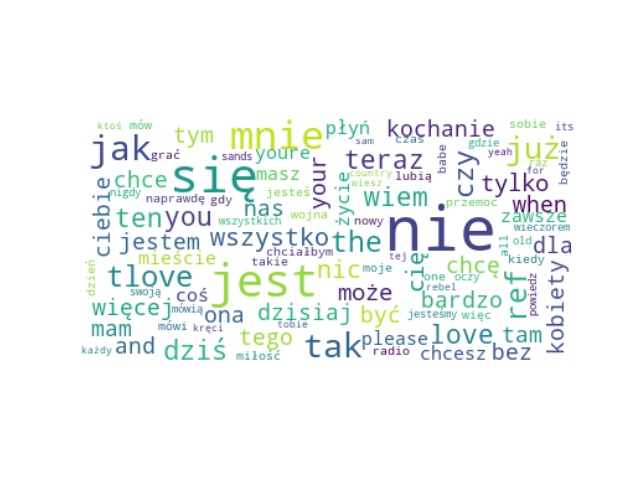 ktoś mów
tym mnie płyń kochanie sobie its
jak grać sands youre sam czas gdzie już
chce się masz your teraz babe czy yeah raz for będzie
ciebie nigdy naprawdę gdy jesteś życie country wiesz lubią wiem tylko
ten you nas wszystkich wojna nowy nie przemoc when zawsze
jestem wszystko the wieczorem
mieście takie chciałbym tej cię all old dla
dzień tlove jest nic moje chcę kiedy
swoją coś może one oczy rebel bardzo ref powiedz kobiety
więcej mówią ona dzisiaj być jesteśmy więc
mam mówi kręci tobie tego please love tam
każdy and dziś miłość tak radio chcesz bez